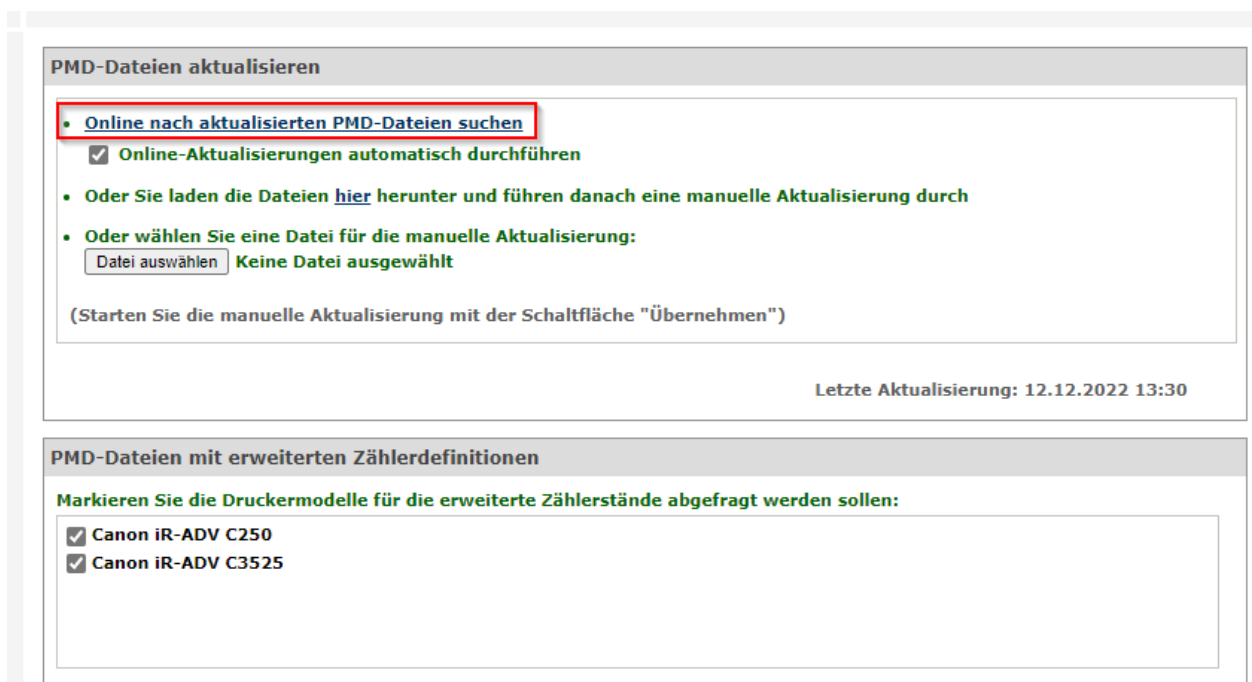 PMD-Dateien aktualisieren
• Online nach aktualisierten PMD-Dateien suchen
Online-Aktualisierungen automatisch durchführen
• Oder Sie laden die Dateien hier herunter und führen danach eine manuelle Aktualisierung durch
• Oder wählen Sie eine Datei für die manuelle Aktualisierung:
Datei auswählen Keine Datei ausgewählt
(Starten Sie die manuelle Aktualisierung mit der Schaltfläche "Übernehmen")
Letzte Aktualisierung: 12.12.2022 13:30
PMD-Dateien mit erweiterten Zählerdefinitionen
Markieren Sie die Druckermodelle für die erweiterte Zählerstände abgefragt werden sollen:
Canon iR-ADV C250
Canon iR-ADV C3525